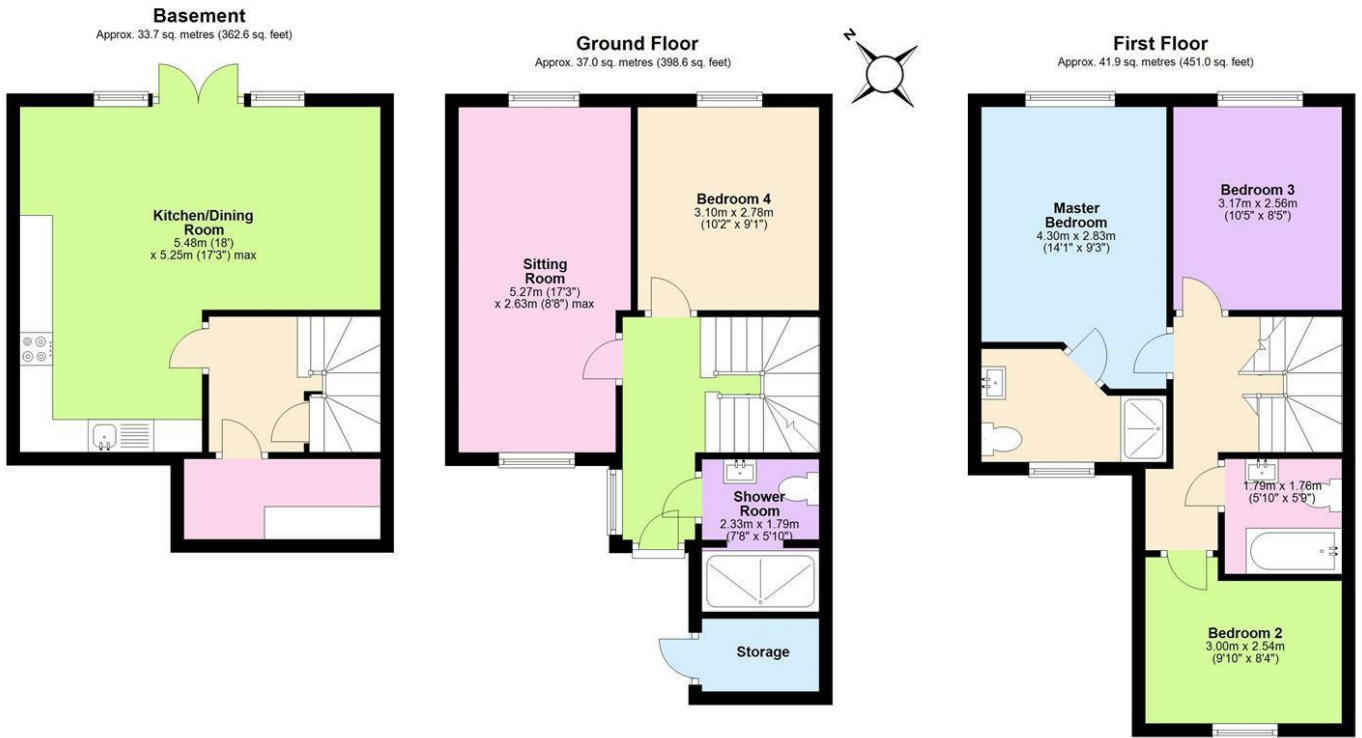 Basement
Approx. 33.7 sq. metres (362.6 sq. feet)
Kitchen/Dining
Room
5.48m (18')
x 5.25m (17'3") max
Ground Floor
Approx. 37.0 sq. metres (398.6 sq. feet)
Bedroom 4
3.10m x 2.78m
(10'2" x 9'1")
Sitting
Room
5.27m (17'3")
x 2.63m (8'8") max
Shower
Room
2.33m x 1.79m
(7'8" x 5'10")
Storage
N
First Floor
Approx. 41.9 sq. metres (451.0 sq. feet)
Master
Bedroom
4.30m x 2.83m
(14'1" x 9'3")
Bedroom 3
3.17m x 2.56m
(10'5" x 8'5")
1.79m x 1.76m
(5'10" x 5'9")
Bedroom 2
3.00m x 2.54m
(9'10" x 8'4")